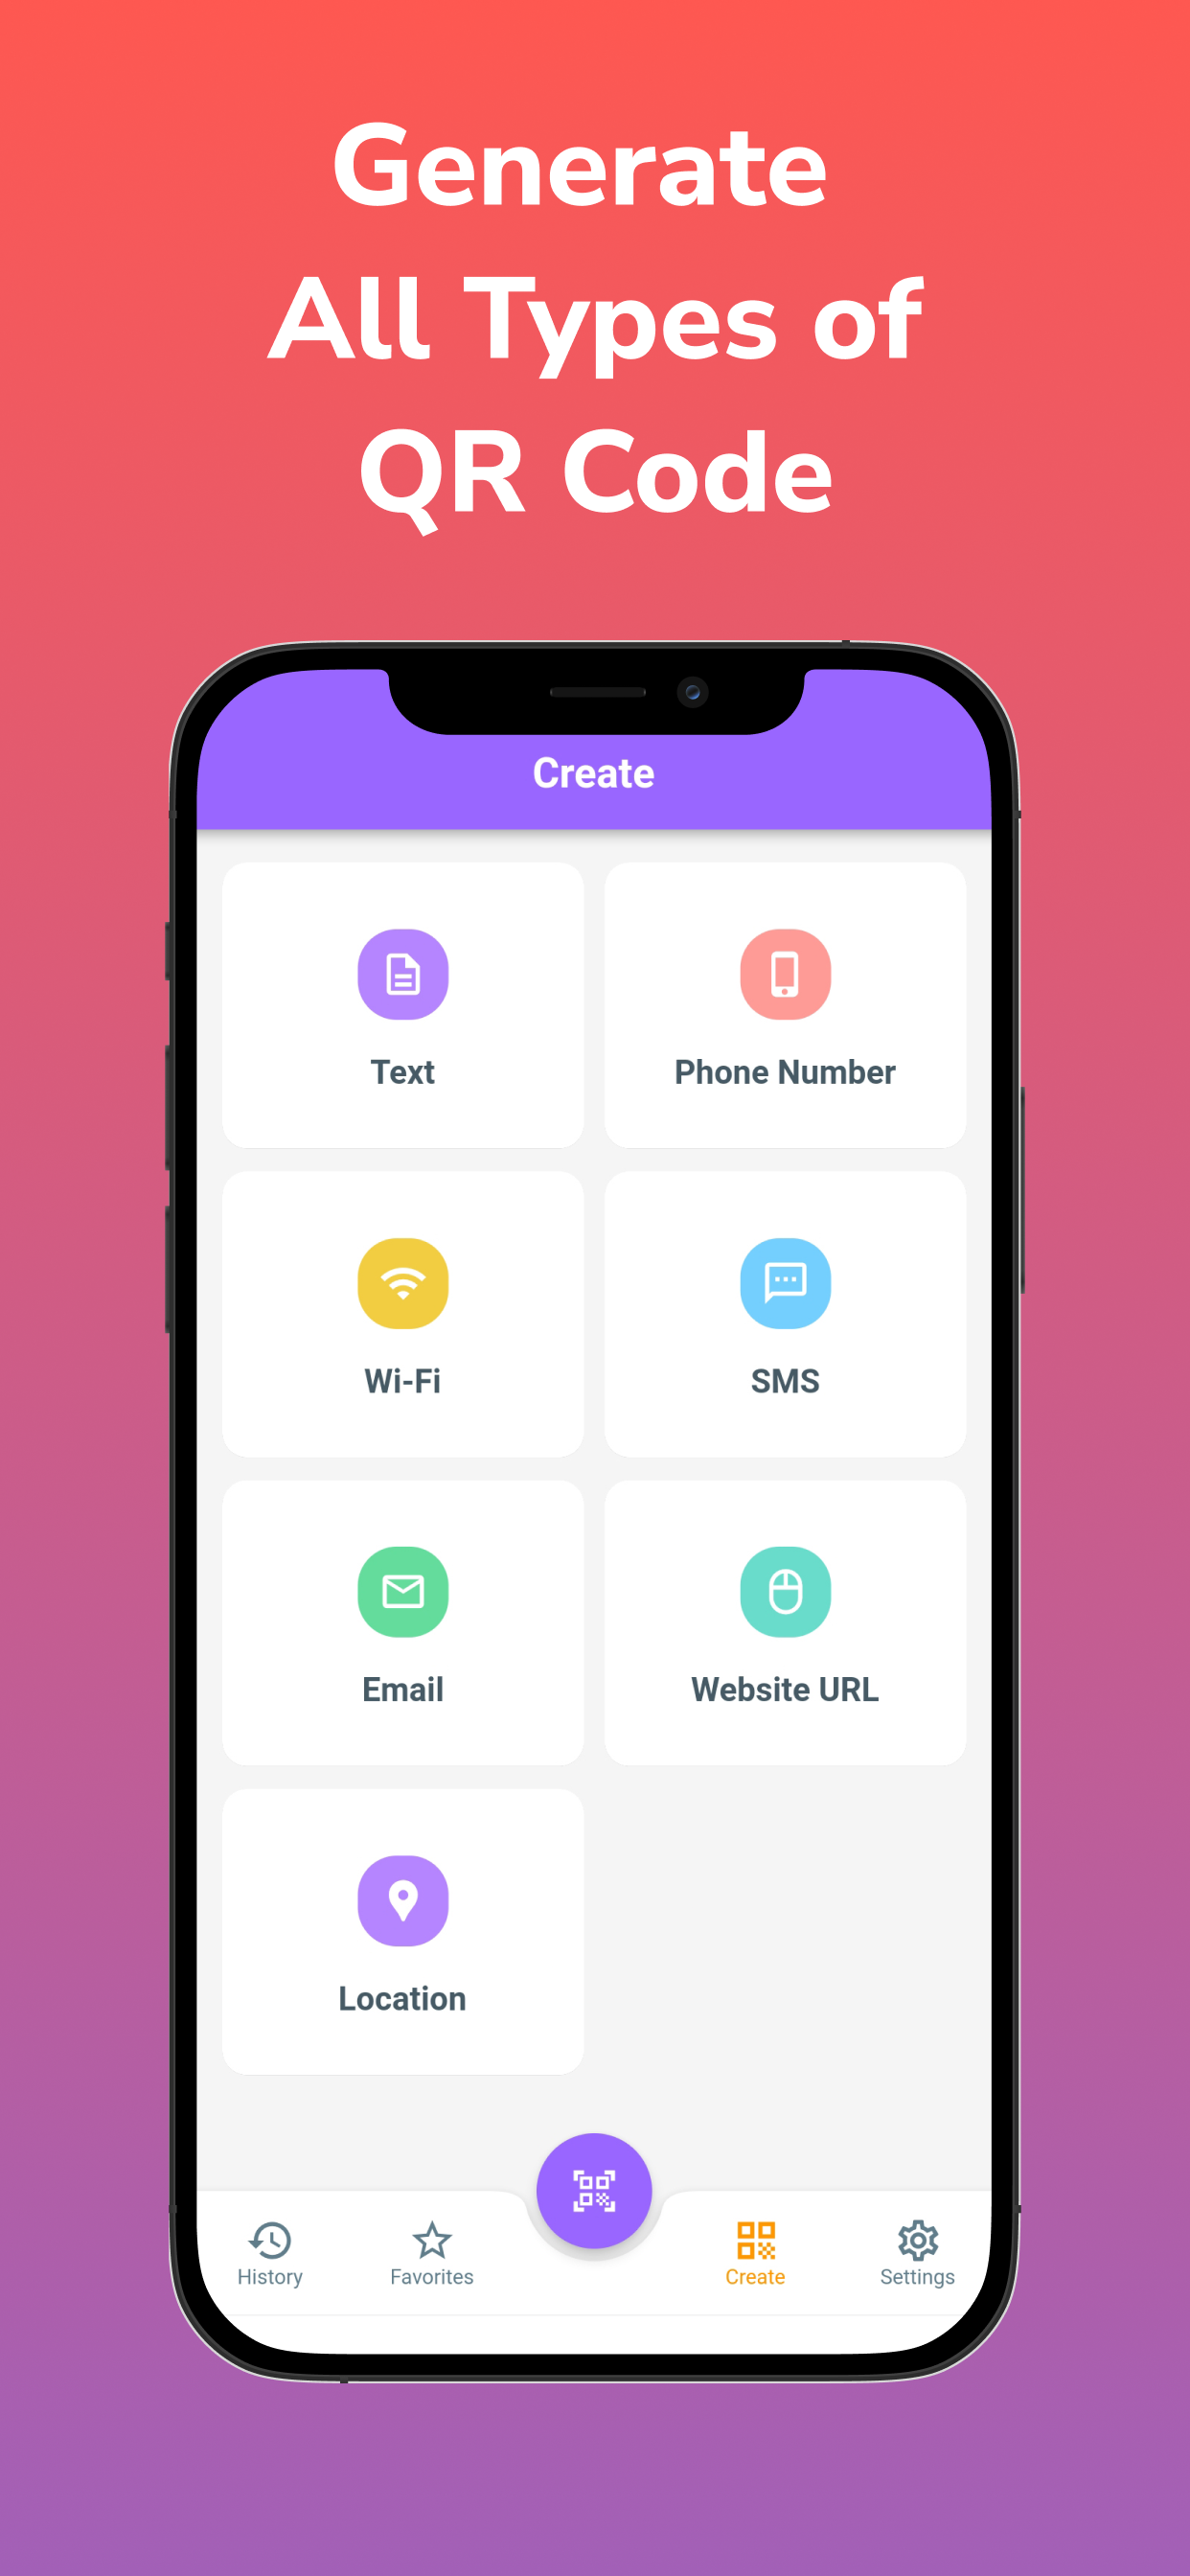 Generate
All Types of
QR Code
Create
Text
Phone Number
Wi-Fi
SMS
Email
Website URL
Location
History
Favorites
Create
Settings